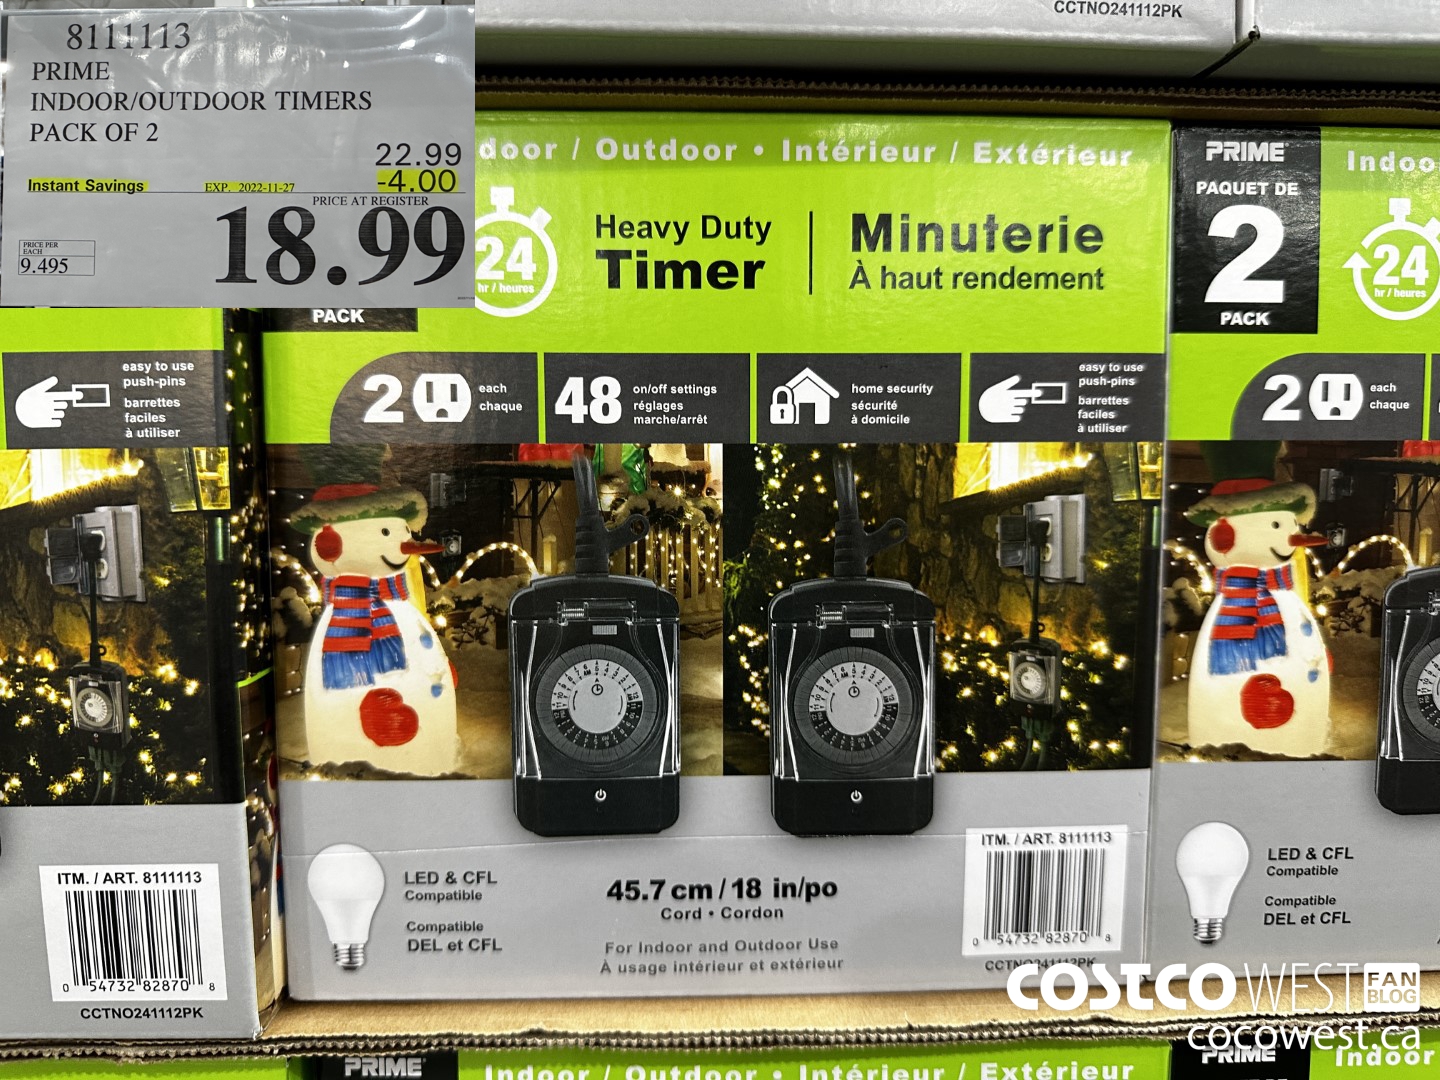 CCTNO241112PK
8111113
PRIME
INDOOR/OUTDOOR TIMERS
PACK OF 2
22.99
Instant Savings EXP. 2022-11-27 -4.00
PRICE AT REGISTER
18.99
PRICE PER
EACH
9.495
door / Outdoor • Intérieur / Extérieur
24
hr / heures
Heavy Duty
Timer
Minuterie
À haut rendement
PACK
PRIME
PAQUET DE
2
PACK
Indoo
24
hr / heures
easy to use
push-pins
barrettes
faciles
à utiliser
2
each
chaque
48
on/off settings
réglages
marche/arrêt
home security
sécurité
à domicile
easy to use
push-pins
barrettes
faciles
à utiliser
2
each
chaque
ITM. / ART. 8111113
0 54732 82870 8
CCTNO241112PK
LED & CFL
Compatible
Compatible
DEL et CFL
45.7 cm / 18 in/po
Cord • Cordon
For Indoor and Outdoor Use
À usage intérieur et extérieur
ITM. / ART. 8111113
0 54732 82870 8
CCTNO241112PK
LED & CFL
Compatible
Compatible
DEL et CFL
COSTCO WEST FAN BLOG
cocowest.ca
PRIME
Indoor / Outdoor • Intérieur / Extérieur
PRIME
Indoor